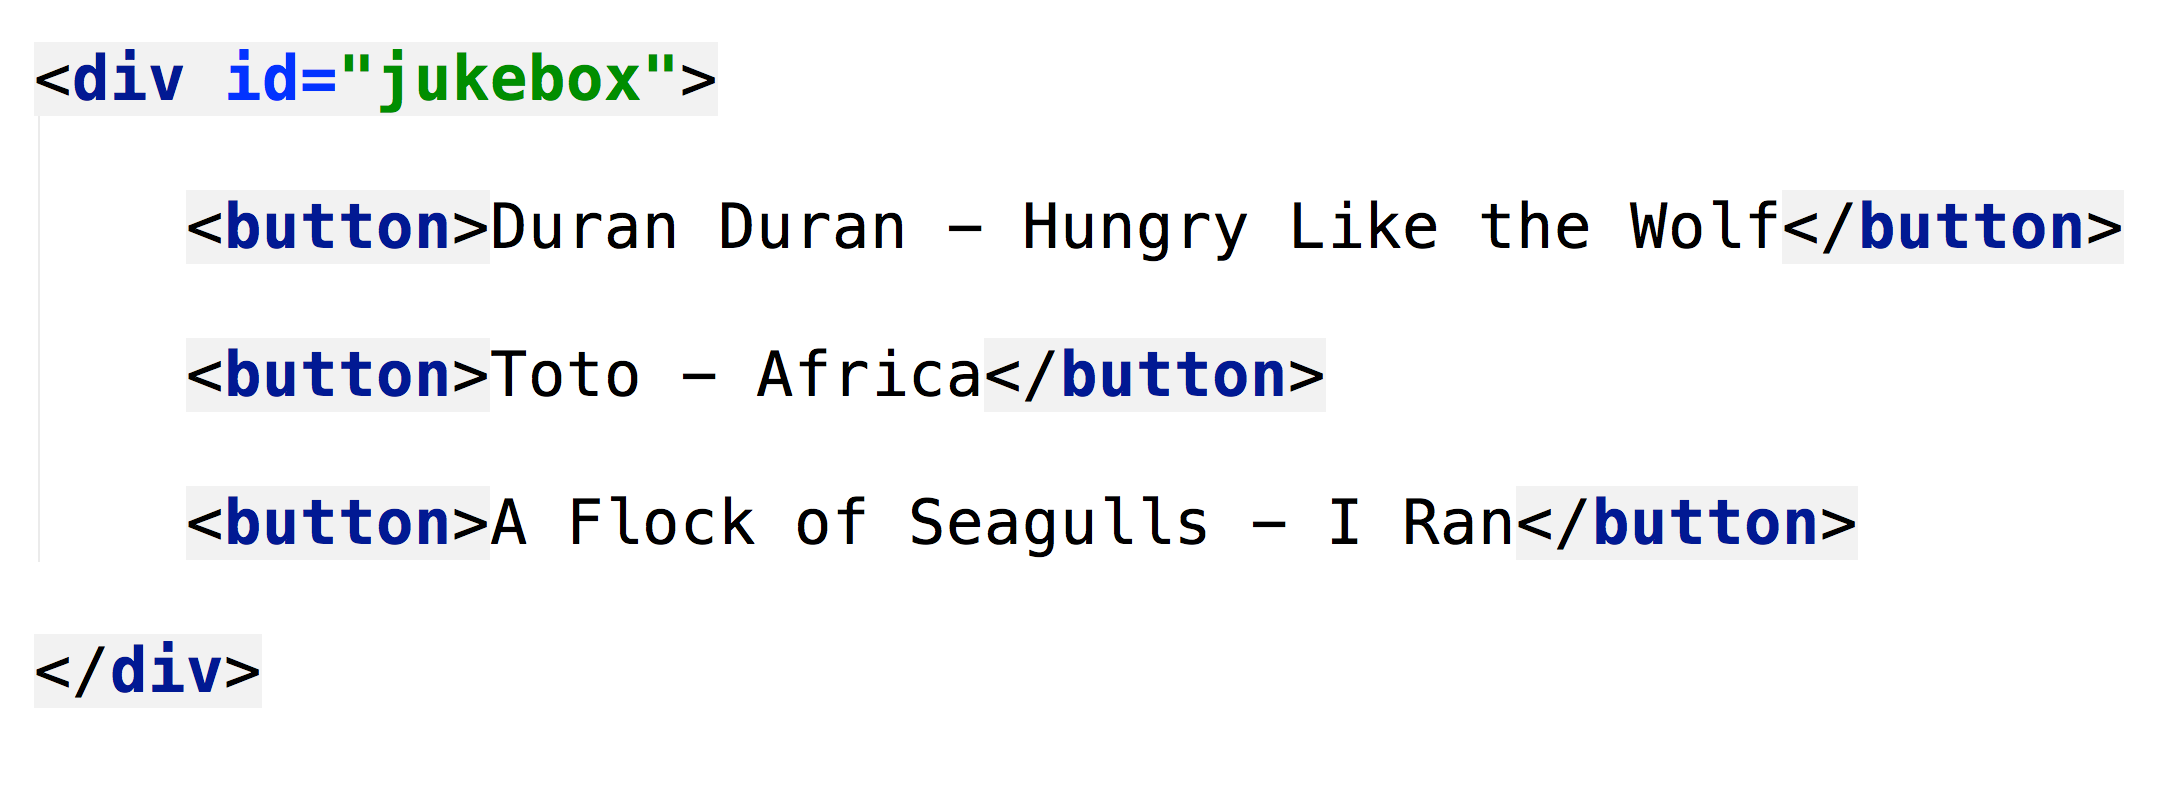 <div id="jukebox">
<button>Duran Duran – Hungry Like the Wolf</button>
<button>Toto – Africa</button>
<button>A Flock of Seagulls – I Ran</button>
</div>